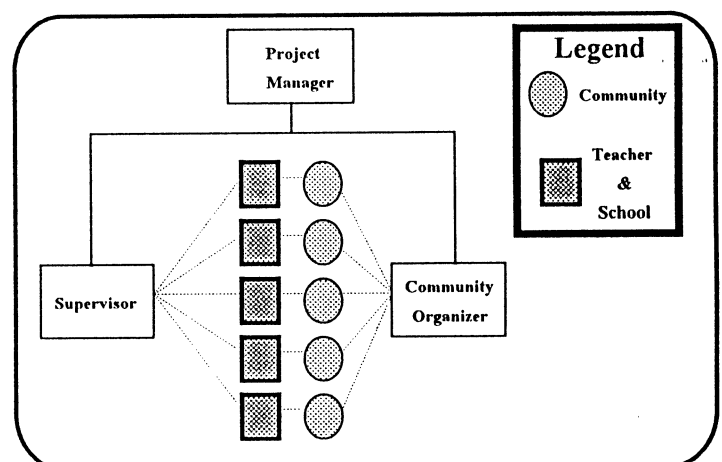 Project
Manager
Legend
Community
Teacher
&
School
Supervisor
Community
Organizer